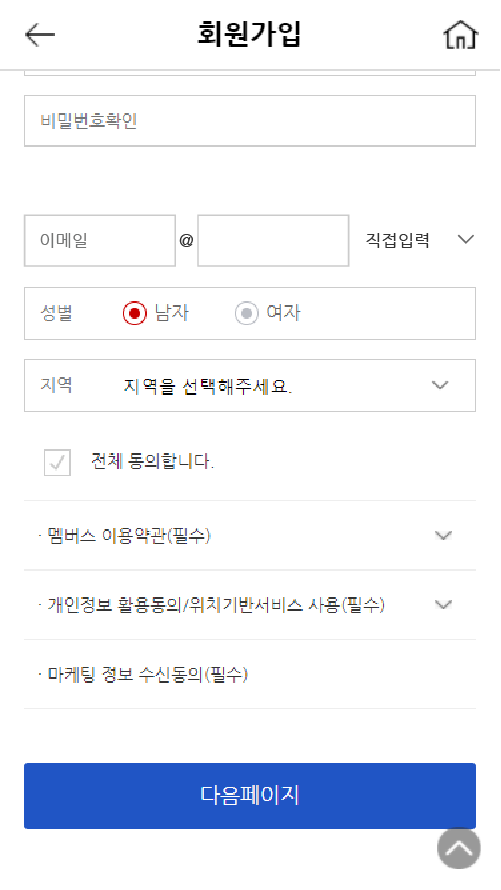 회원가입
비밀번호확인
이메일 @ 직접입력
성별 남자 여자
지역 지역을 선택해주세요.
전체 동의합니다.
· 멤버스 이용약관(필수)
· 개인정보 활용동의/위치기반서비스 사용(필수)
· 마케팅 정보 수신동의(필수)
다음페이지